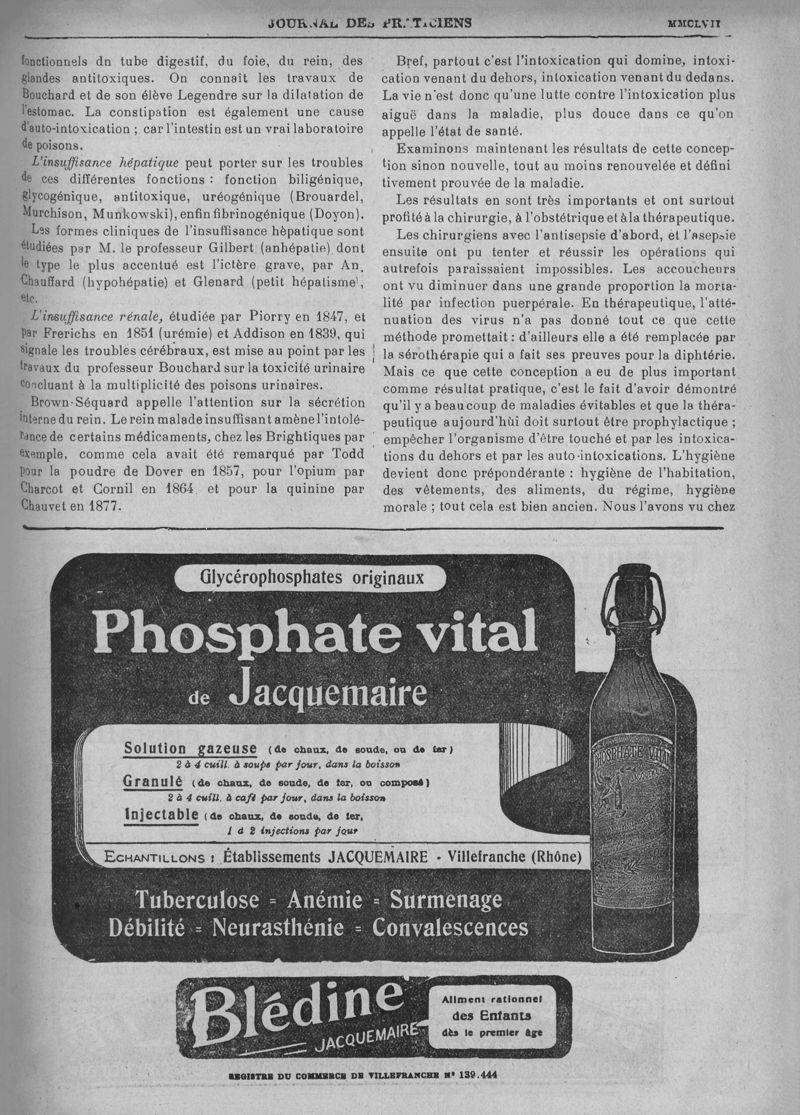 JOURNAL DES PRATICIENS
MMCLVII
fonctionnels dn tube digestif, du foie, du rein, des
glandes antitoxiques. On connaît les travaux de
Bouchard et de son élève Legendre sur la dilatation de
l'estomac. La constipation est également une cause
d'auto-intoxication ; car l'intestin est un vrai laboratoire
de poisons.
L'insuffisance hépatique peut porter sur les troubles
de ces différentes fonctions : fonction biligénique,
glycogénique, antitoxique, uréogénique (Brouardel,
Murchison, Munkowski), enfin fibrinogénique (Doyon).
Les formes cliniques de l'insuffisance hèpatique sont
étudiées par M. le professeur Gilbert (anhépatie) dont
le type le plus accentué est l'ictère grave, par An.
Chauffard (hypohépatie) et Glenard (petit hépatisme),
etc.
L'insuffisance rénale, étudiée par Piorry en 1847, et
par Frerichs en 1851 (urémie) et Addison en 1839, qui
signale les troubles cérébraux, est mise au point par les
travaux du professeur Bouchard sur la toxicité urinaire
concluant à la multiplicité des poisons urinaires.
Brown-Séquard appelle l'attention sur la sécrétion
interne du rein. Le rein malade insuffisant amène l'intolé-
rance de certains médicaments, chez les Brightiques par
exemple, comme cela avait été remarqué par Todd
pour la poudre de Dover en 1857, pour l'opium par
Charcot et Cornil en 1864 et pour la quinine par
Chauvet en 1877.
Bref, partout c'est l'intoxication qui domine, intoxi-
cation venant du dehors, intoxication venant du dedans.
La vie n'est donc qu'une lutte contre l'intoxication plus
aiguë dans la maladie, plus douce dans ce qu'on
appelle l'état de santé.
Examinons maintenant les résultats de cette concep-
tion sinon nouvelle, tout au moins renouvelée et défini
tivement prouvée de la maladie.
Les résultats en sont très importants et ont surtout
profité à la chirurgie, à l'obstétrique et à la thérapeutique.
Les chirurgiens avec l'antisepsie d'abord, et l'asepsie
ensuite ont pu tenter et réussir les opérations qui
autrefois paraissaient impossibles. Les accoucheurs
ont vu diminuer dans une grande proportion la morta-
lité par infection puerpérale. En thérapeutique, l'atté-
nuation des virus n'a pas donné tout ce que cette
méthode promettait : d'ailleurs elle a été remplacée par
la sérothérapie qui a fait ses preuves pour la diphtérie.
Mais ce que cette conception a eu de plus important
comme résultat pratique, c'est le fait d'avoir démontré
qu'il y a beaucoup de maladies évitables et que la théra-
peutique aujourd'hùi doit surtout être prophylactique ;
empêcher l'organisme d'être touché et par les intoxica-
tions du dehors et par les auto-intoxications. L'hygiène
devient donc prépondérante : hygiène de l'habitation,
des vêtements, des aliments, du régime, hygiène
morale ; tout cela est bien ancien. Nous l'avons vu chez
Glycérophosphates originaux
Phosphate vital
de Jacquemaire
Solution gazeuse (de chaux, de soude, ou de fer)
2 à 4 cuill. à soupe par jour, dans la boisson
Granulé (de chaux, de soude, de fer, ou composé)
2 à 4 cuill. à café par jour, dans la boisson
Injectable (de chaux, de soude, de fer,
1 à 2 injections par jour
ECHANTILLONS : Établissements JACQUEMAIRE - Villefranche (Rhône)
Tuberculose = Anémie = Surmenage
Débilité = Neurasthénie = Convalescences
PHOSPHATE VITAL
Blédine
JACQUEMAIRE
Aliment rationnel
des Enfants
dès le premier âge
REGISTRE DU COMMERCE DE VILLEFRANCHE N° 139.444